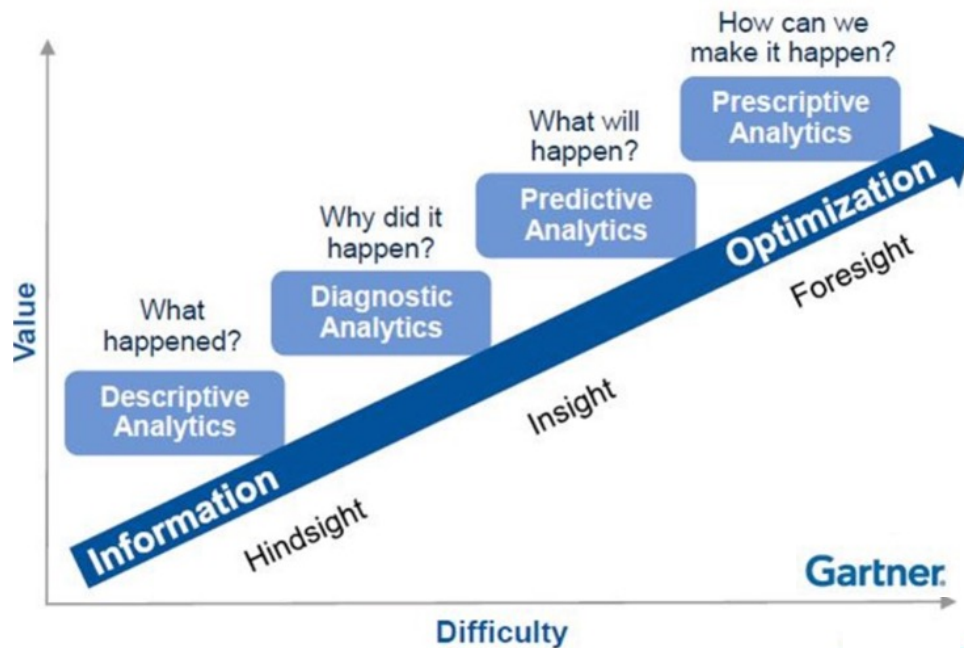 How can we
make it happen?
Prescriptive
Analytics
What will
happen?
Predictive
Analytics
Why did it
happen?
Diagnostic
Analytics
What
happened?
Descriptive
Analytics
Value
Information
Optimization
Hindsight
Insight
Foresight
Gartner.
Difficulty